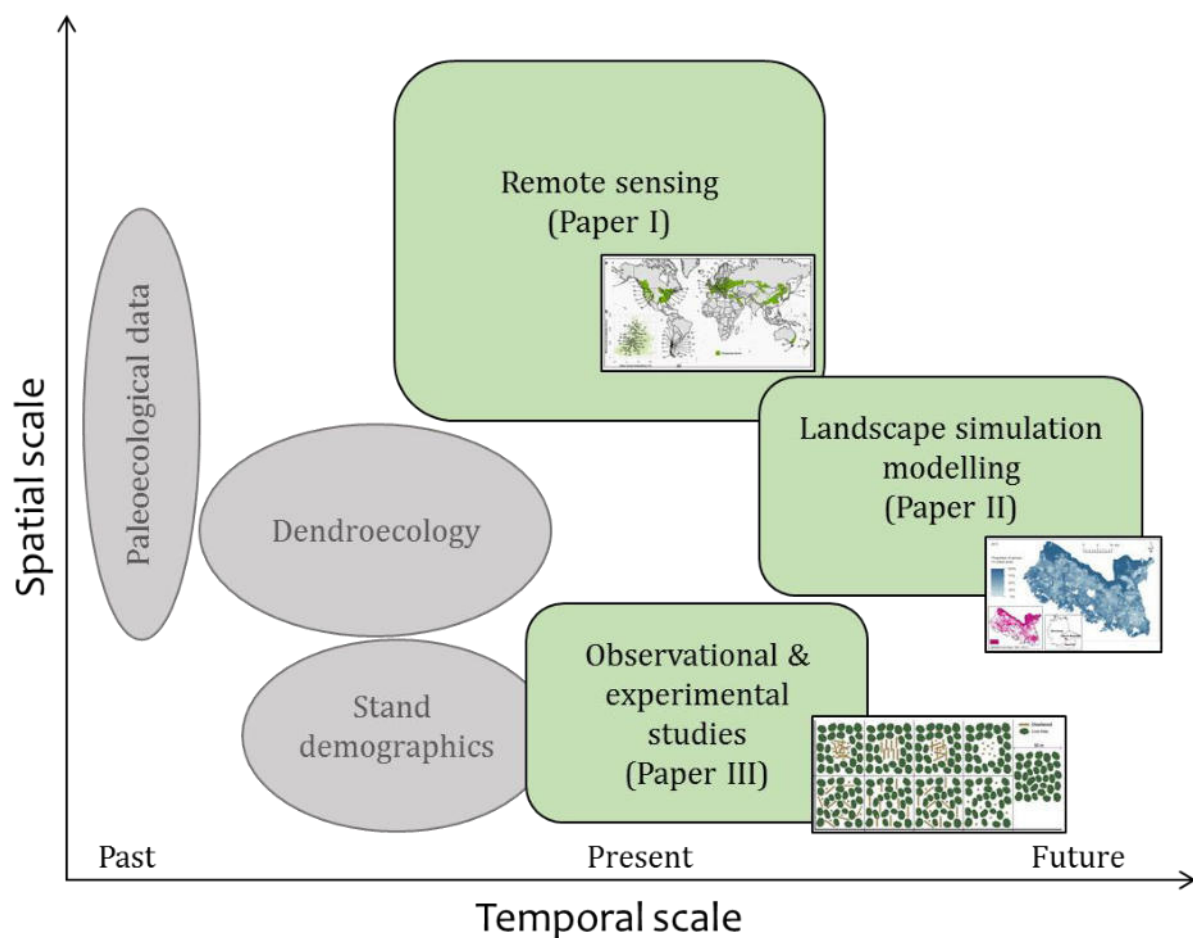 Spatial scale
Remote sensing
(Paper I)
Paleoecological data
Landscape simulation
modelling
(Paper II)
Dendroecology
Observational &
experimental
studies
(Paper III)
Stand
demographics
Past
Present
Future
Temporal scale